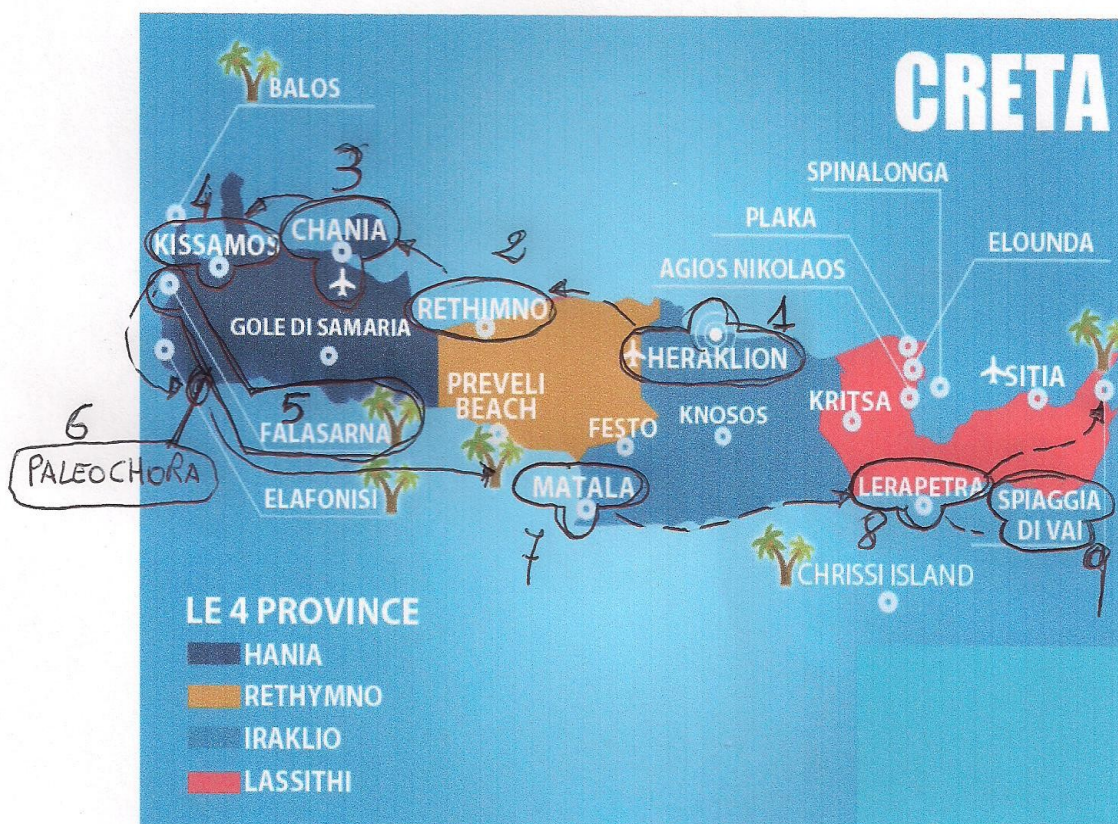 CRETA
BALOS
SPINALONGA
3
4
PLAKA
CHANIA
KISSAMOS
2
ELOUNDA
AGIOS NIKOLAOS
RETHIMNO
1
GOLE DI SAMARIA
HERAKLION
PREVELI
BEACH
SITIA
KRITSA
KNOSOS
5
FESTO
6
FALASARNA
PALEOCHORA
ELAFONISI
MATALA
LERAPETRA
SPIAGGIA
DI VAI
7
8
9
CHRISSI ISLAND
LE 4 PROVINCE
HANIA
RETHYMNO
IRAKLIO
LASSITHI